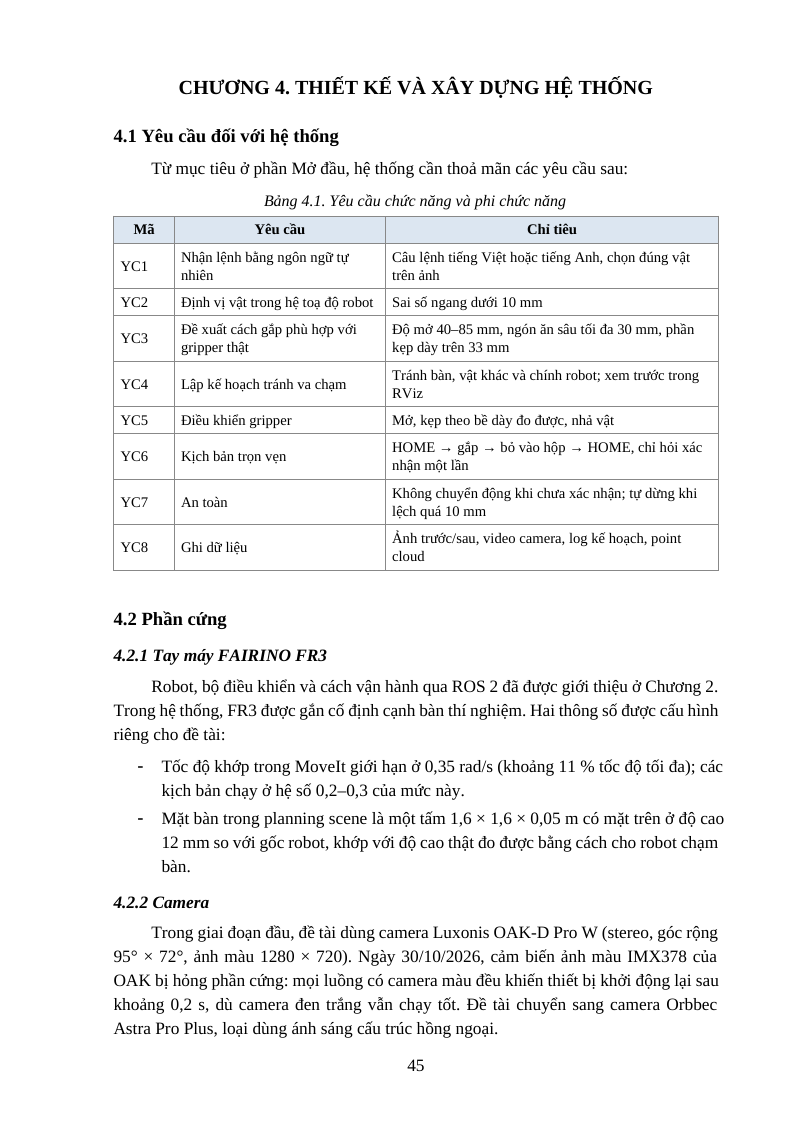 CHƯƠNG 4. THIẾT KẾ VÀ XÂY DỰNG HỆ THỐNG
4.1 Yêu cầu đối với hệ thống
Từ mục tiêu ở phần Mở đầu, hệ thống cần thoả mãn các yêu cầu sau:
Bảng 4.1. Yêu cầu chức năng và phi chức năng
Mã Yêu cầu Chỉ tiêu
YC1 Nhận lệnh bằng ngôn ngữ tự nhiên Câu lệnh tiếng Việt hoặc tiếng Anh, chọn đúng vật trên ảnh
YC2 Định vị vật trong hệ toạ độ robot Sai số ngang dưới 10 mm
YC3 Đề xuất cách gắp phù hợp với gripper thật Độ mở 40–85 mm, ngón ăn sâu tối đa 30 mm, phần kẹp dày trên 33 mm
YC4 Lập kế hoạch tránh va chạm Tránh bàn, vật khác và chính robot; xem trước trong RViz
YC5 Điều khiển gripper Mở, kẹp theo bề dày đo được, nhả vật
YC6 Kịch bản trọn vẹn HOME → gắp → bỏ vào hộp → HOME, chỉ hỏi xác nhận một lần
YC7 An toàn Không chuyển động khi chưa xác nhận; tự dừng khi lệch quá 10 mm
YC8 Ghi dữ liệu Ảnh trước/sau, video camera, log kế hoạch, point cloud
4.2 Phần cứng
4.2.1 Tay máy FAIRINO FR3
Robot, bộ điều khiển và cách vận hành qua ROS 2 đã được giới thiệu ở Chương 2.
Trong hệ thống, FR3 được gắn cố định cạnh bàn thí nghiệm. Hai thông số được cấu hình
riêng cho đề tài:
- Tốc độ khớp trong MoveIt giới hạn ở 0,35 rad/s (khoảng 11 % tốc độ tối đa); các
kịch bản chạy ở hệ số 0,2–0,3 của mức này.
- Mặt bàn trong planning scene là một tấm 1,6 × 1,6 × 0,05 m có mặt trên ở độ cao
12 mm so với gốc robot, khớp với độ cao thật đo được bằng cách cho robot chạm
bàn.
4.2.2 Camera
Trong giai đoạn đầu, đề tài dùng camera Luxonis OAK-D Pro W (stereo, góc rộng
95° × 72°, ảnh màu 1280 × 720). Ngày 30/10/2026, cảm biến ảnh màu IMX378 của
OAK bị hỏng phần cứng: mọi luồng có camera màu đều khiến thiết bị khởi động lại sau
khoảng 0,2 s, dù camera đen trắng vẫn chạy tốt. Đề tài chuyển sang camera Orbbec
Astra Pro Plus, loại dùng ánh sáng cấu trúc hồng ngoại.
45